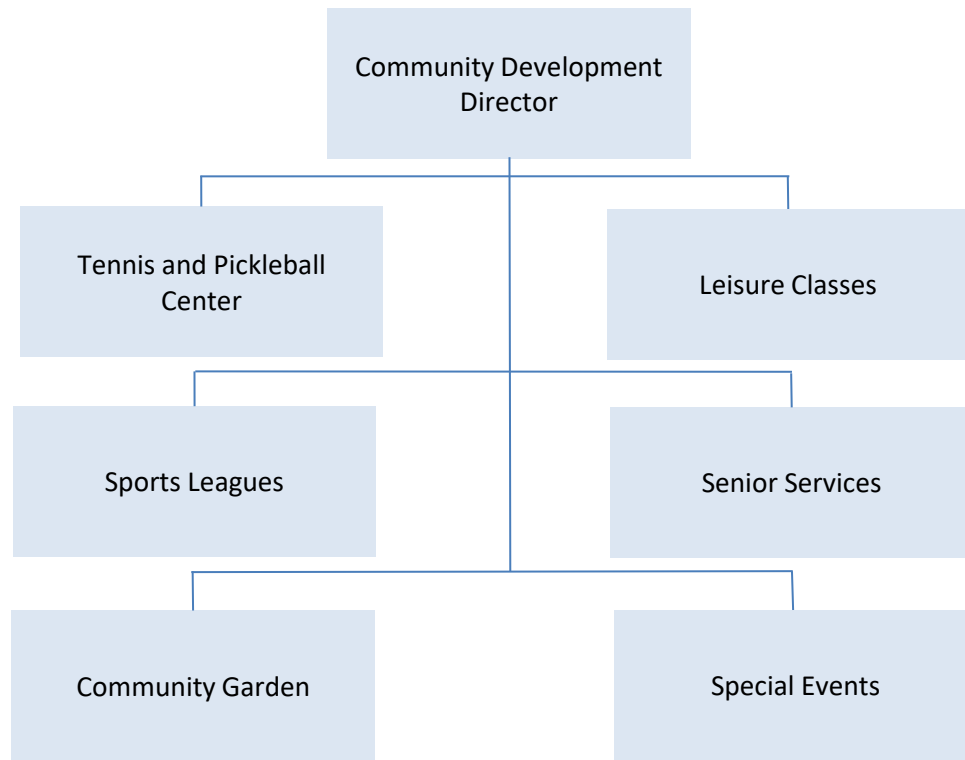 Community Development
Director
Tennis and Pickleball
Center
Leisure Classes
Sports Leagues
Senior Services
Community Garden
Special Events